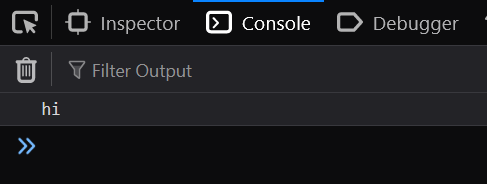 Inspector Console Debugger
Filter Output
hi